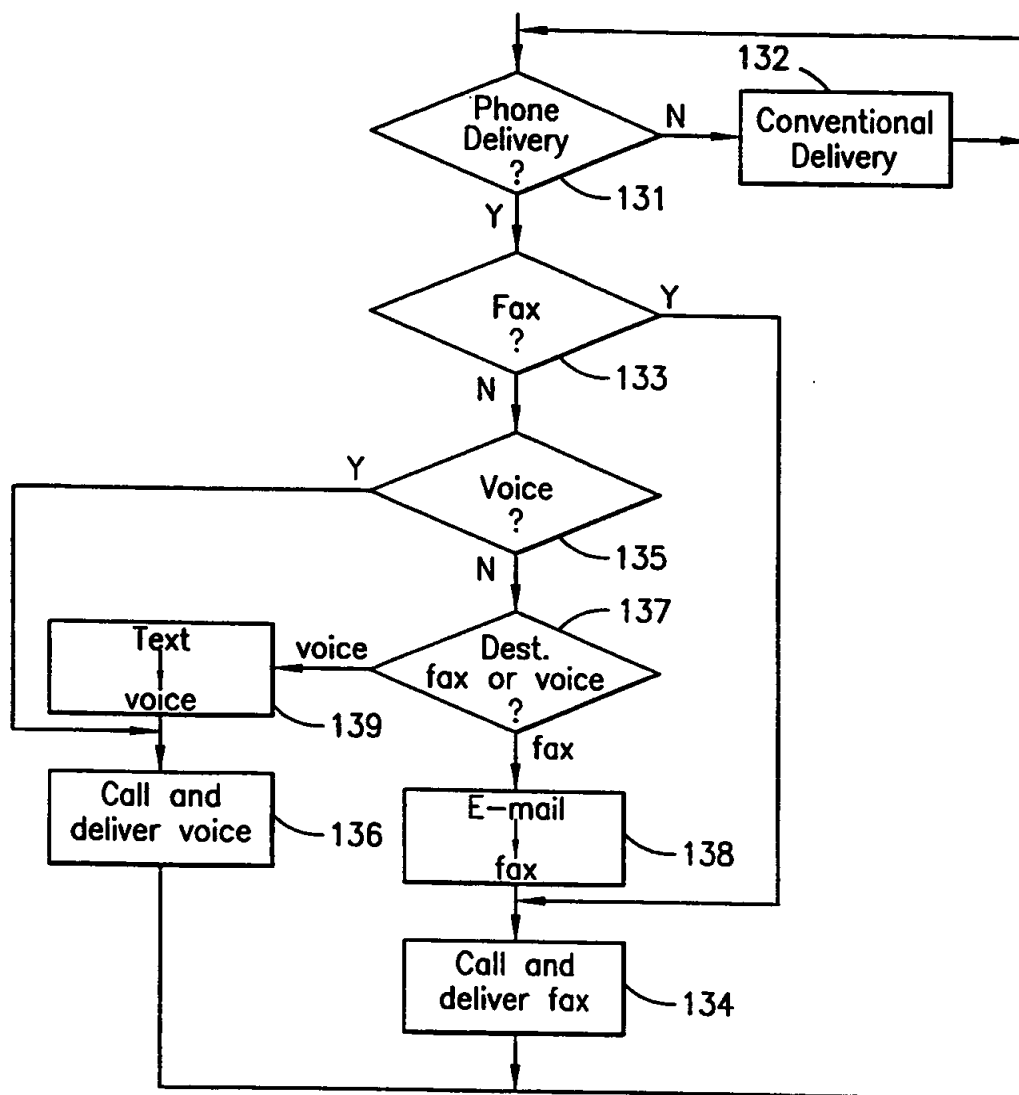 132
Phone
Delivery
?
N
Conventional
Delivery
131
Y
Fax
?
Y
133
N
Y
Voice
?
135
N
137
Text
voice
voice
Dest.
fax or voice
?
139
fax
Call and
deliver voice
136
E-mail
fax
138
Call and
deliver fax
134